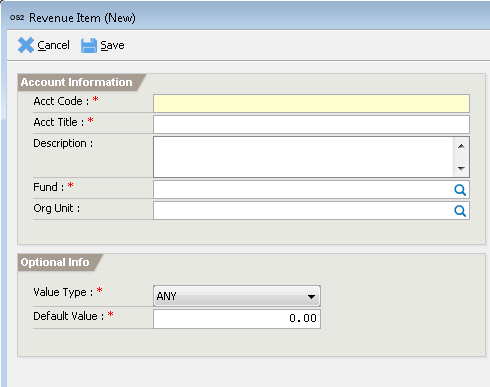 OS2 Revenue Item (New)
Cancel Save
Account Information
Acct Code : *
Acct Title : *
Description :
Fund : *
Org Unit :
Optional Info
Value Type : * ANY
Default Value : * 0.00